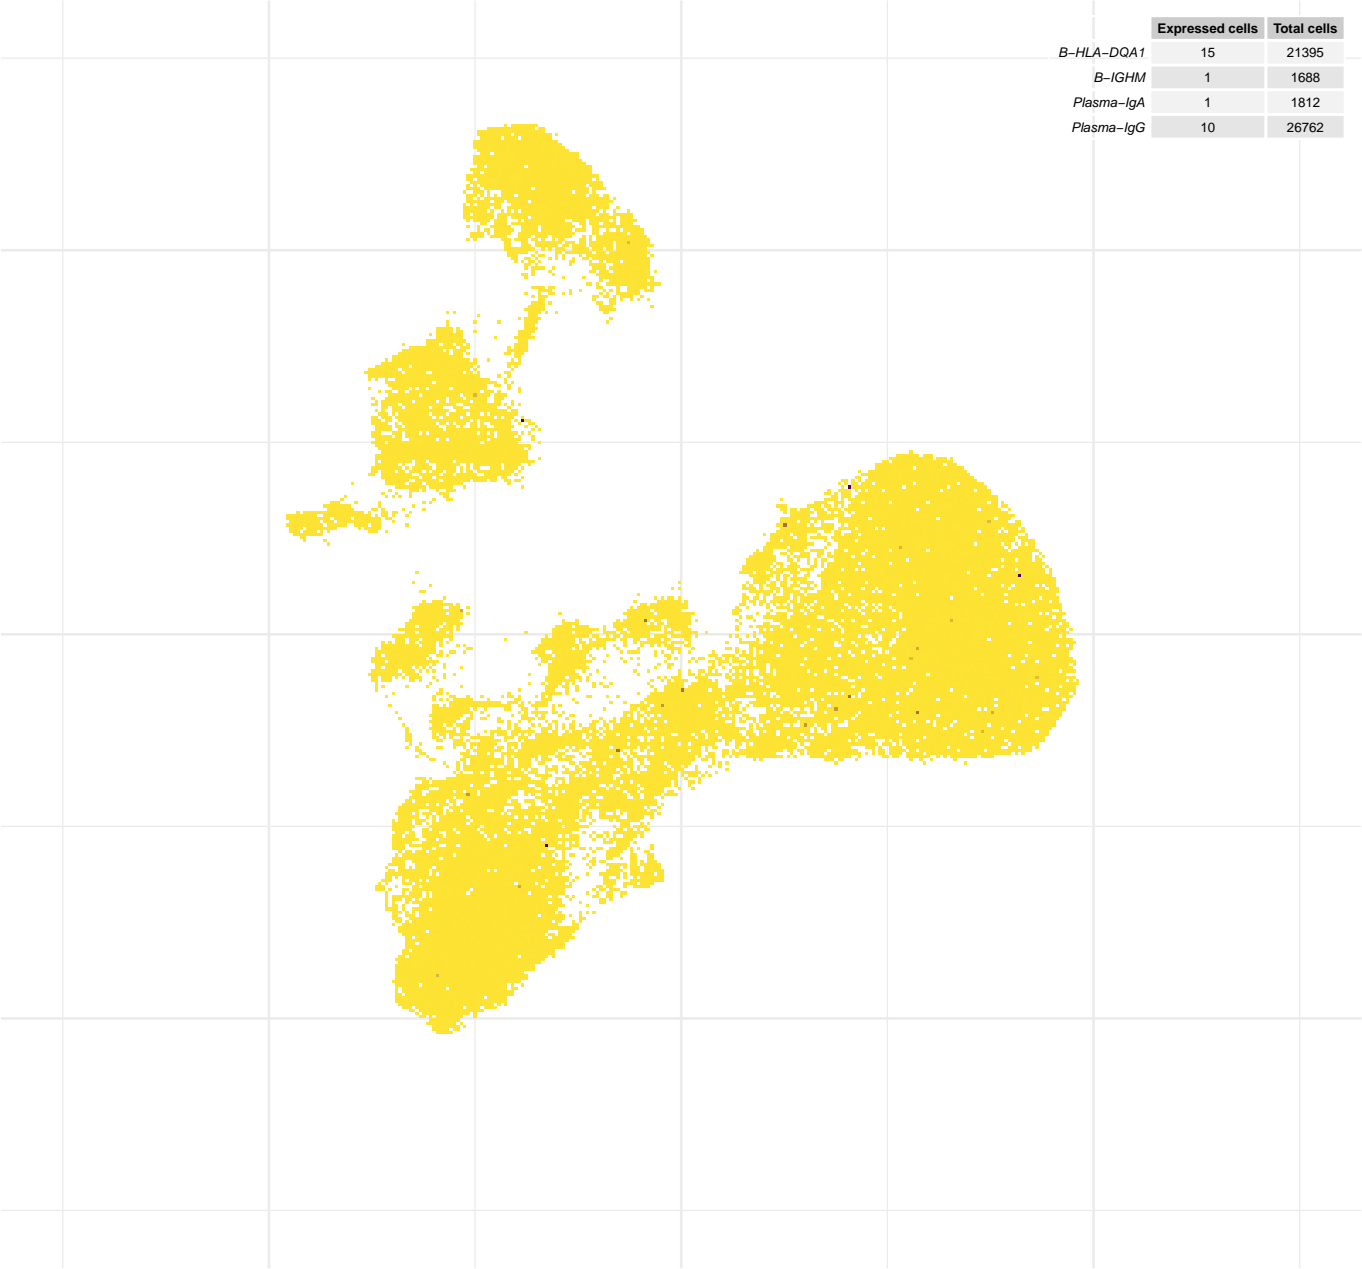 Expressed cells Total cells
B−HLA−DQA1 15 21395
B−IGHM 1 1688
Plasma−IgA 1 1812
Plasma−IgG 10 26762